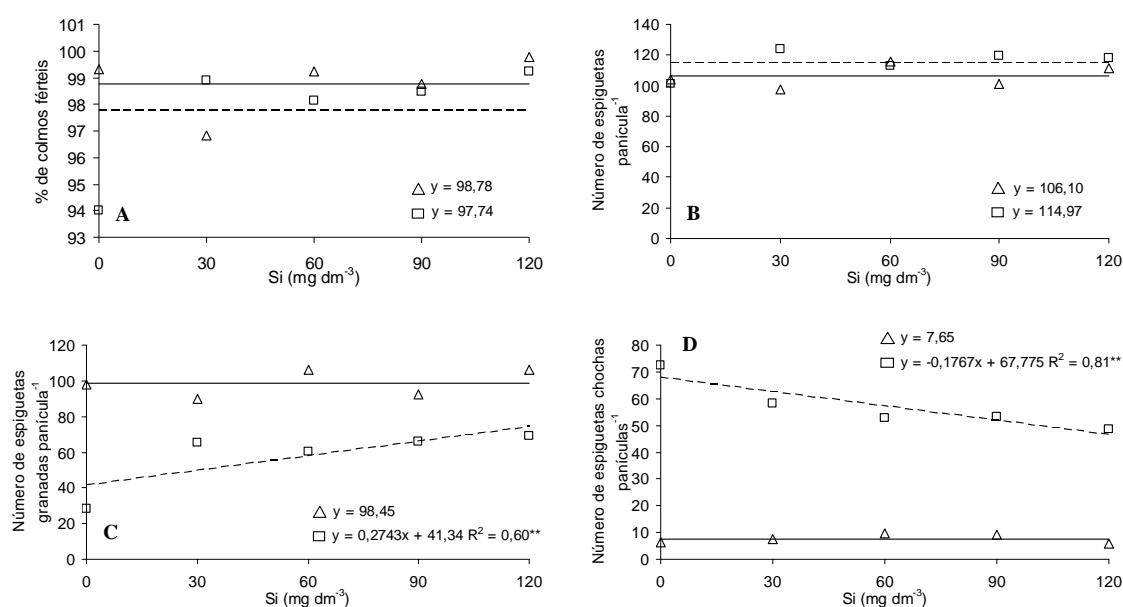 % de colmos férteis
101
100
99
98
97
96
95
94
93
0 30 60 90 120
Si (mg dm-3)
A
y = 98,78
y = 97,74
Número de espiguetas
panícula-1
140
120
100
80
60
40
20
0
0 30 60 90 120
Si (mg dm-3)
B
y = 106,10
y = 114,97
Número de espiguetas
granadas panícula-1
120
100
80
60
40
20
0
0 30 60 90 120
Si (mg dm-3)
C
y = 98,45
y = 0,2743x + 41,34 R2 = 0,60**
Número de espiguetas chochas
panículas-1
80
70
60
50
40
30
20
10
0
0 30 60 90 120
Si (mg dm-3)
D
y = 7,65
y = -0,1767x + 67,775 R2 = 0,81**